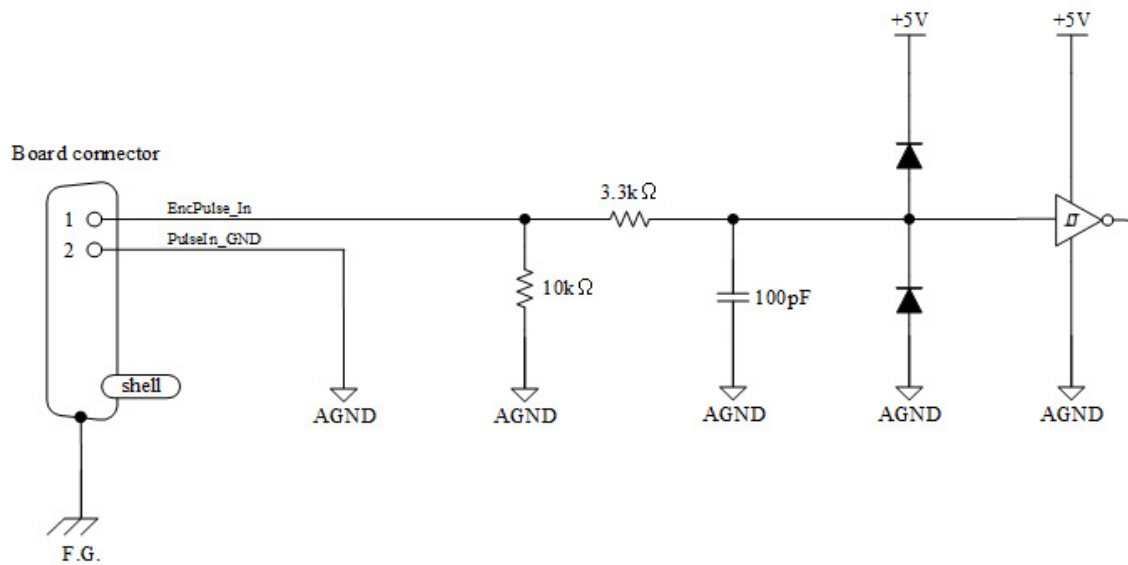 +5V
+5V
Board connector
1
EncPulse_In
3.3kΩ
2
PulseIn_GND
10kΩ
100pF
shell
AGND
AGND
AGND
AGND
AGND
F.G.